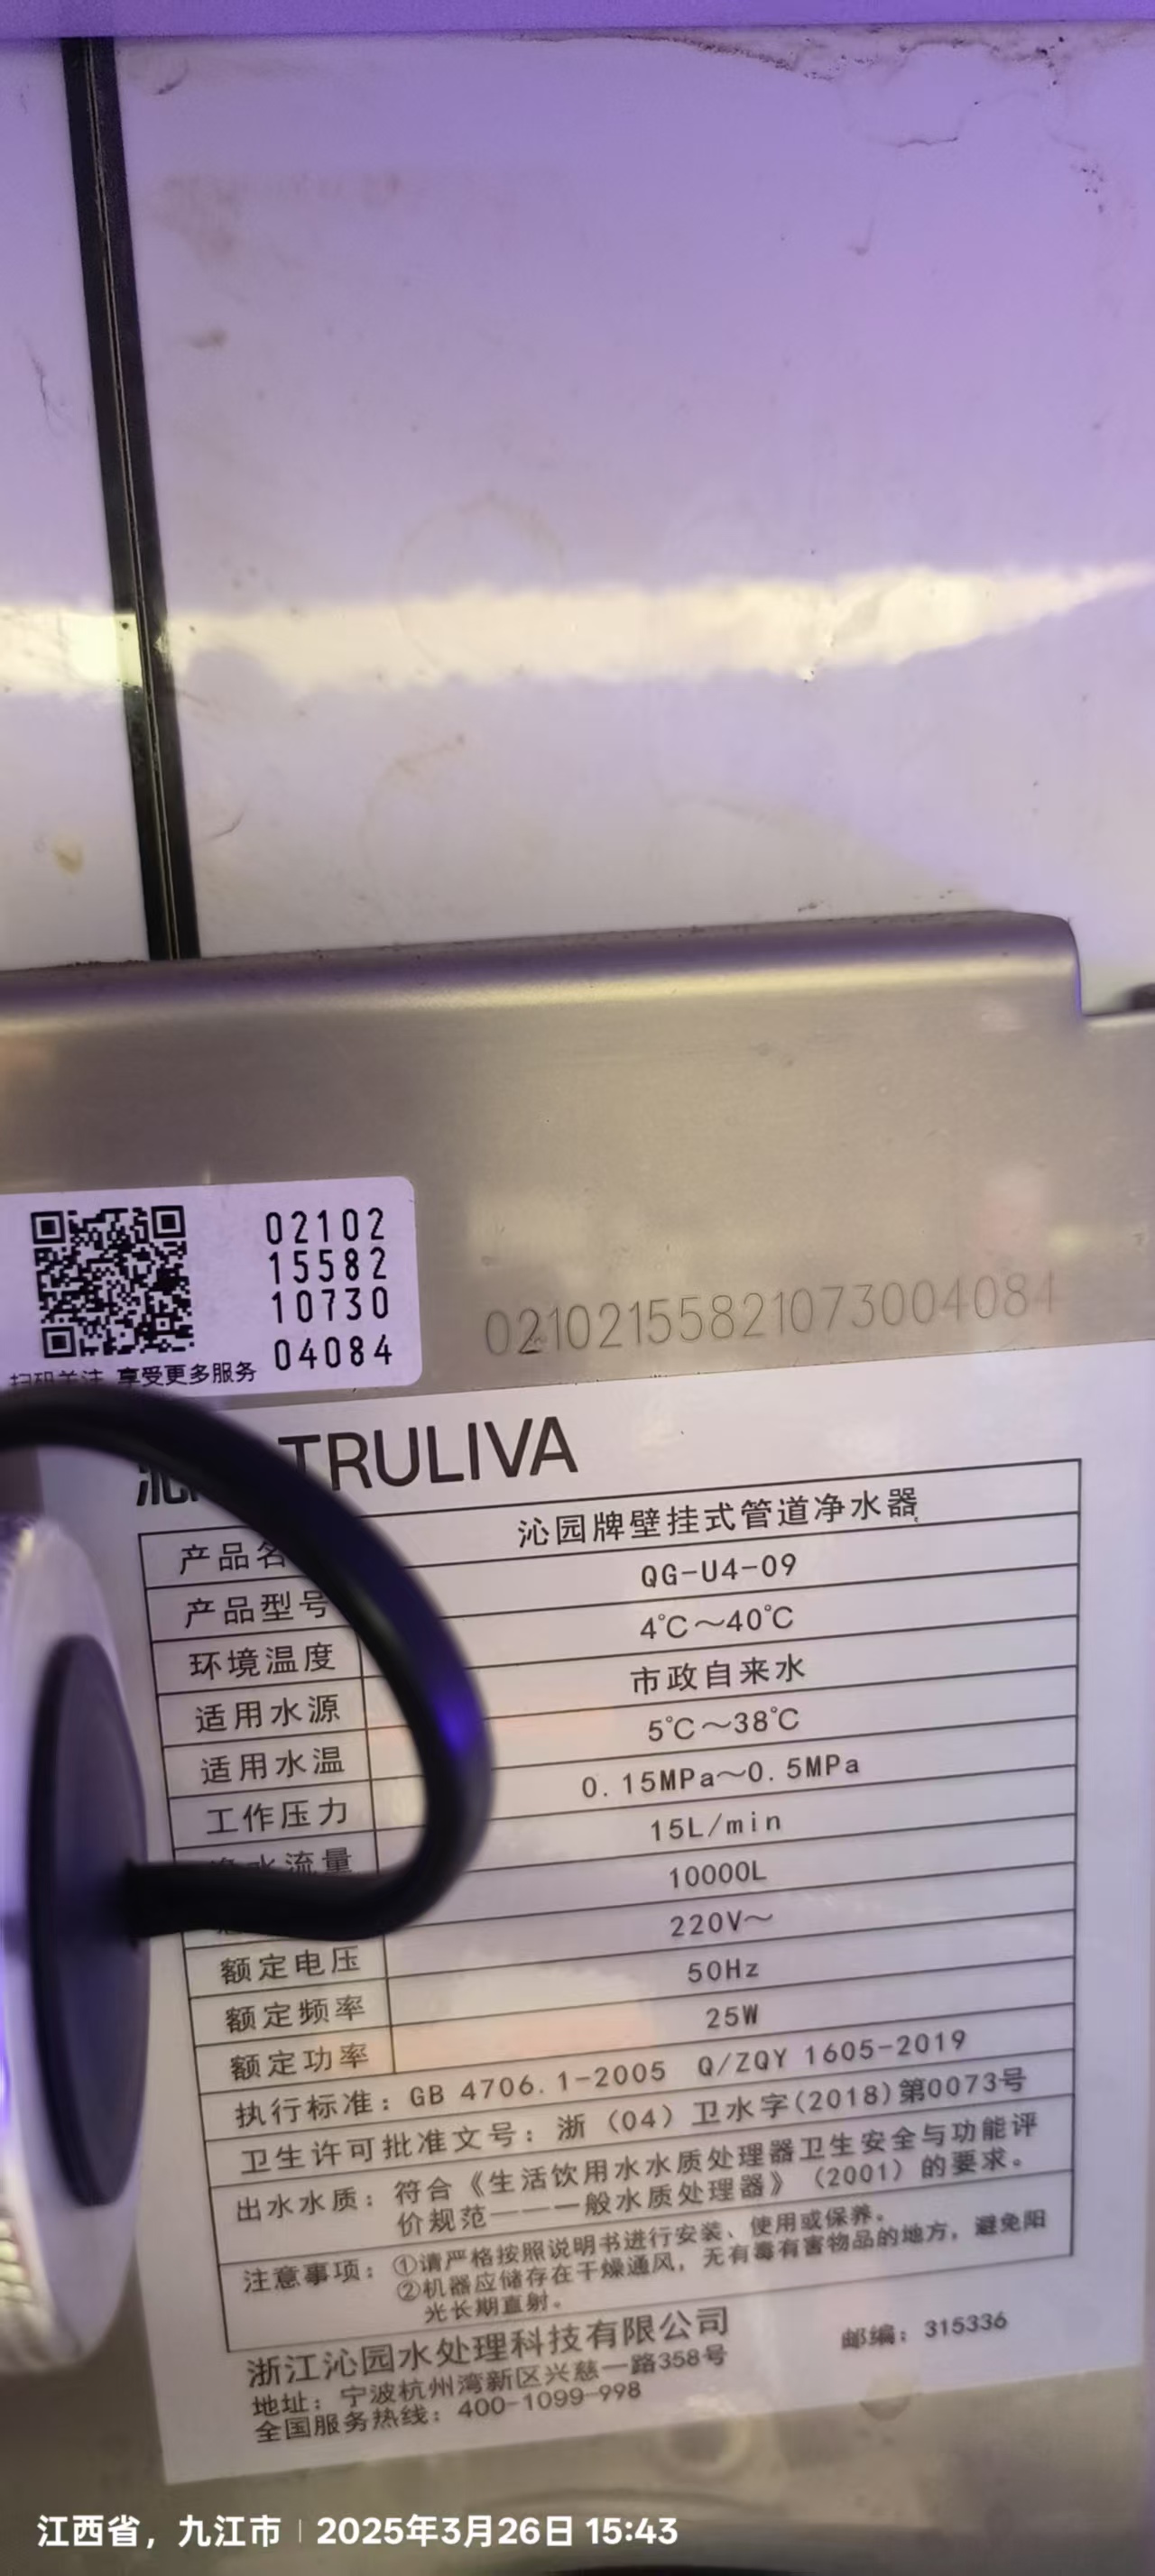 02102
15582
10730
04084
扫码关注 享受更多服务
02102155821073004084
TRULIVA
产品名 沁园牌壁挂式管道净水器
产品型号 QG-U4-09
环境温度 4℃～40℃
适用水源 市政自来水
适用水温 5℃～38℃
工作压力 0.15MPa～0.5MPa
净水流量 15L/min
10000L
额定电压 220V～
额定频率 50Hz
额定功率 25W
执行标准：GB 4706.1-2005 Q/ZQY 1605-2019
卫生许可批准文号：浙（04）卫水字(2018)第0073号
出水水质：符合《生活饮用水水质处理器卫生安全与功能评
价规范——一般水质处理器》（2001）的要求。
注意事项：①请严格按照说明书进行安装、使用或保养。
②机器应储存在干燥通风，无有毒有害物品的地方，避免阳
光长期直射。
浙江沁园水处理科技有限公司
地址：宁波杭州湾新区兴慈一路358号 邮编：315336
全国服务热线：400-1099-998
江西省，九江市 | 2025年3月26日 15:43